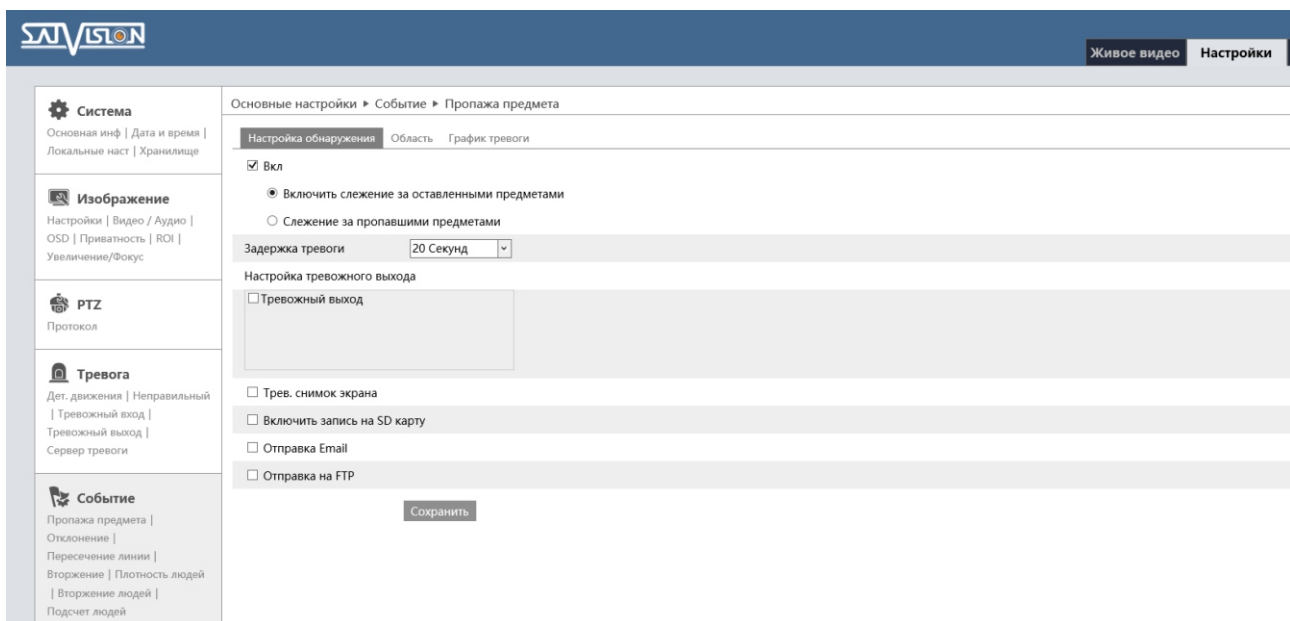 SATVISION
Живое видео
Настройки
Система
Основная инф | Дата и время |
Локальные наст | Хранилище
Изображение
Настройки | Видео / Аудио |
OSD | Приватность | ROI |
Увеличение/Фокус
PTZ
Протокол
Тревога
Дет. движения | Неправильный
| Тревожный вход |
Тревожный выход |
Сервер тревоги
Событие
Пропажа предмета |
Отклонение |
Пересечение линии |
Вторжение | Плотность людей
| Вторжение людей |
Подсчет людей
Основные настройки ▸ Событие ▸ Пропажа предмета
Настройка обнаружения Область График тревоги
Вкл
Включить слежение за оставленными предметами
Слежение за пропавшими предметами
Задержка тревоги 20 Секунд
Настройка тревожного выхода
Тревожный выход
Трев. снимок экрана
Включить запись на SD карту
Отправка Email
Отправка на FTP
Сохранить